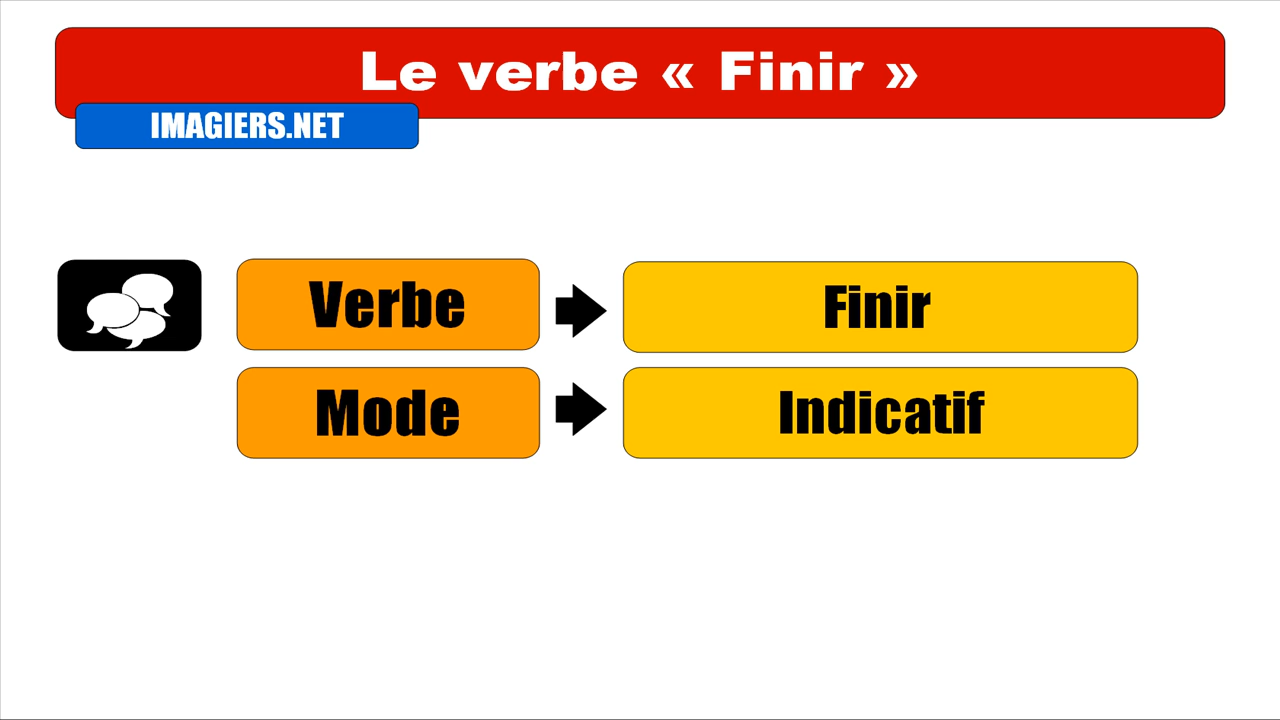 Le verbe « Finir »
IMAGIERS.NET
Verbe
Finir
Mode
Indicatif